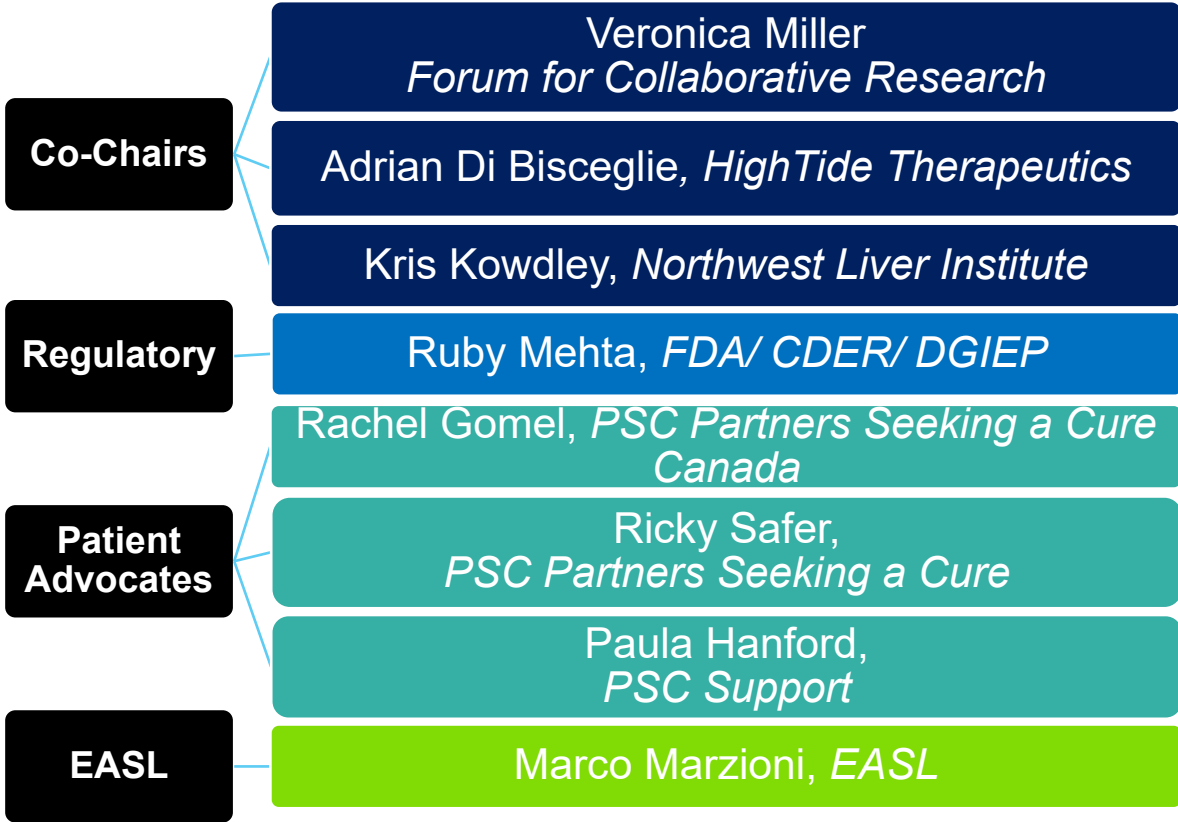 Co-Chairs
Veronica Miller
Forum for Collaborative Research
Adrian Di Bisceglie, HighTide Therapeutics
Kris Kowdley, Northwest Liver Institute
Regulatory
Ruby Mehta, FDA/ CDER/ DGIEP
Patient
Advocates
Rachel Gomel, PSC Partners Seeking a Cure
Canada
Ricky Safer,
PSC Partners Seeking a Cure
Paula Hanford,
PSC Support
EASL
Marco Marzioni, EASL